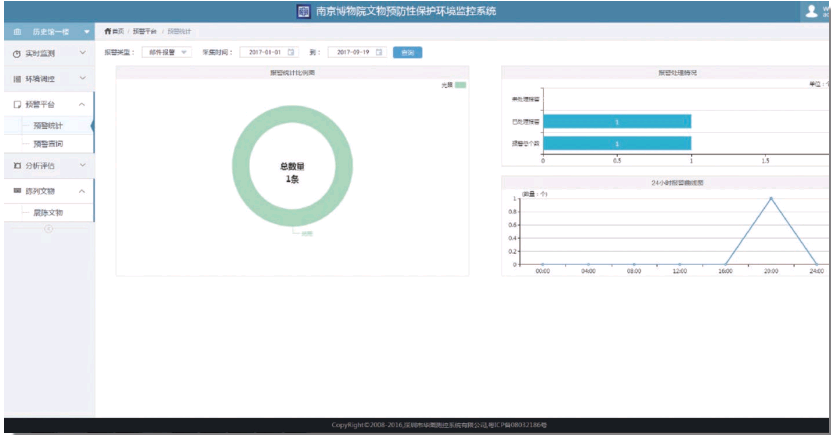 南京博物院文物预防性保护环境监控系统
历史馆一楼
首页 / 预警平台 / 预警统计
实时监测
报警类型： 邮件报警 采集时间： 2017-03-01 到： 2017-03-19 查询
环境调控
预警平台
预警统计
预警查询
分析评估
陈列文物
展陈文物
报警统计比例图
光照
总数量
1条
报警处理情况
单位：个
未处理报警
已处理报警 1
报警总个数 1
0 0.5 1 1.5
24小时报警曲线图
(数量：个)
1
0.8
0.6
0.4
0.2
0
00:00 04:00 08:00 12:00 16:00 20:00 24:00
CopyRight©2008-2016,深圳市华图测控系统有限公司,粤ICP备08032186号